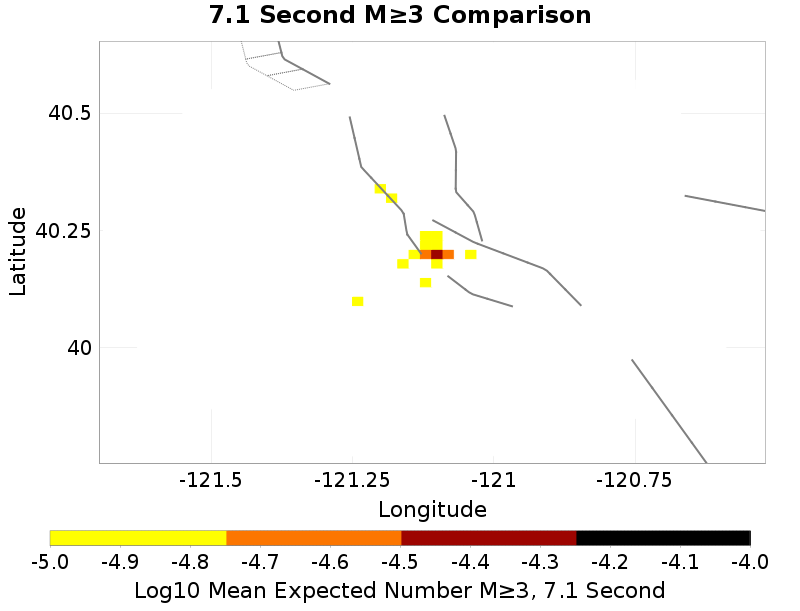 7.1 Second M≥3 Comparison
40.5
40.25
40
Latitude
-121.5 -121.25 -121 -120.75
Longitude
-5.0 -4.9 -4.8 -4.7 -4.6 -4.5 -4.4 -4.3 -4.2 -4.1 -4.0
Log10 Mean Expected Number M≥3, 7.1 Second